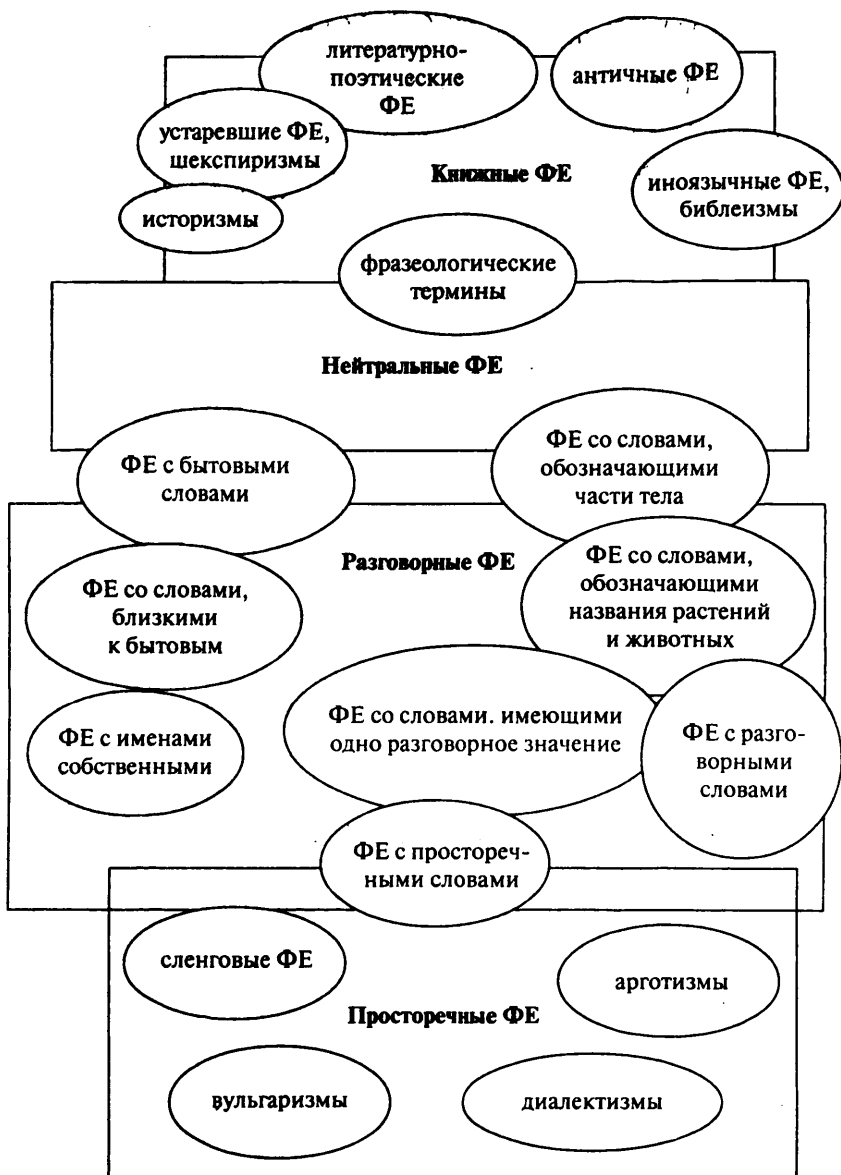 литературно-
поэтические
ФЕ
античные ФЕ
устаревшие ФЕ,
шекспиризмы
Книжные ФЕ
иноязычные ФЕ,
библеизмы
историзмы
фразеологические
термины
Нейтральные ФЕ
ФЕ с бытовыми
словами
ФЕ со словами,
обозначающими
части тела
Разговорные ФЕ
ФЕ со словами,
близкими
к бытовым
ФЕ со словами,
обозначающими
названия растений
и животных
ФЕ с именами
собственными
ФЕ со словами. имеющими
одно разговорное значение
ФЕ с разго-
ворными
словами
ФЕ с просторeч-
ными словами
сленговые ФЕ
арготизмы
Просторечные ФЕ
вульгаризмы
диалектизмы